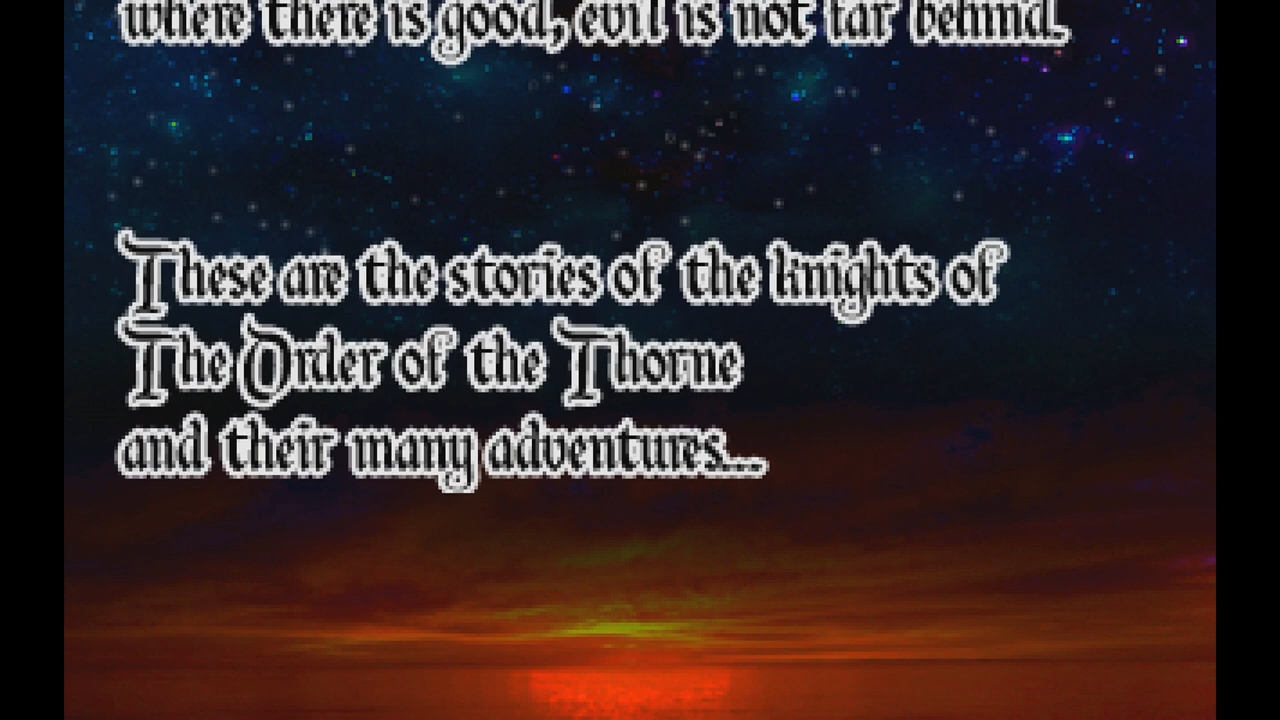 where there is good, evil is not far behind.
These are the stories of the knights of
The Order of the Thorne
and their many adventures...